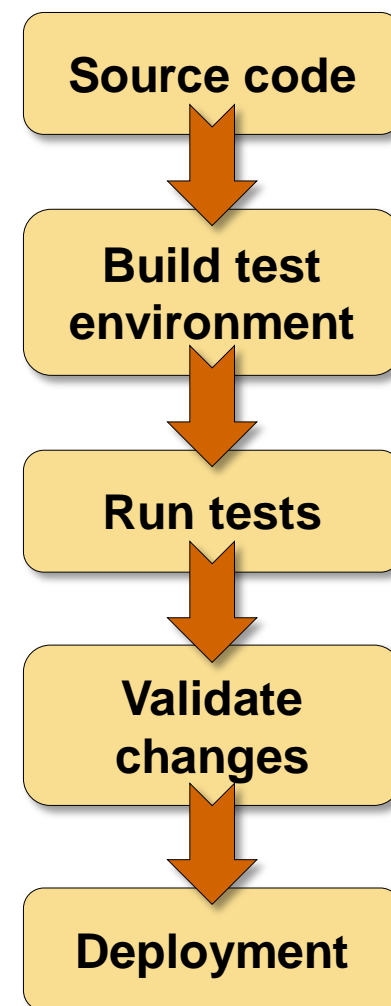 Source code
Build test
environment
Run tests
Validate
changes
Deployment